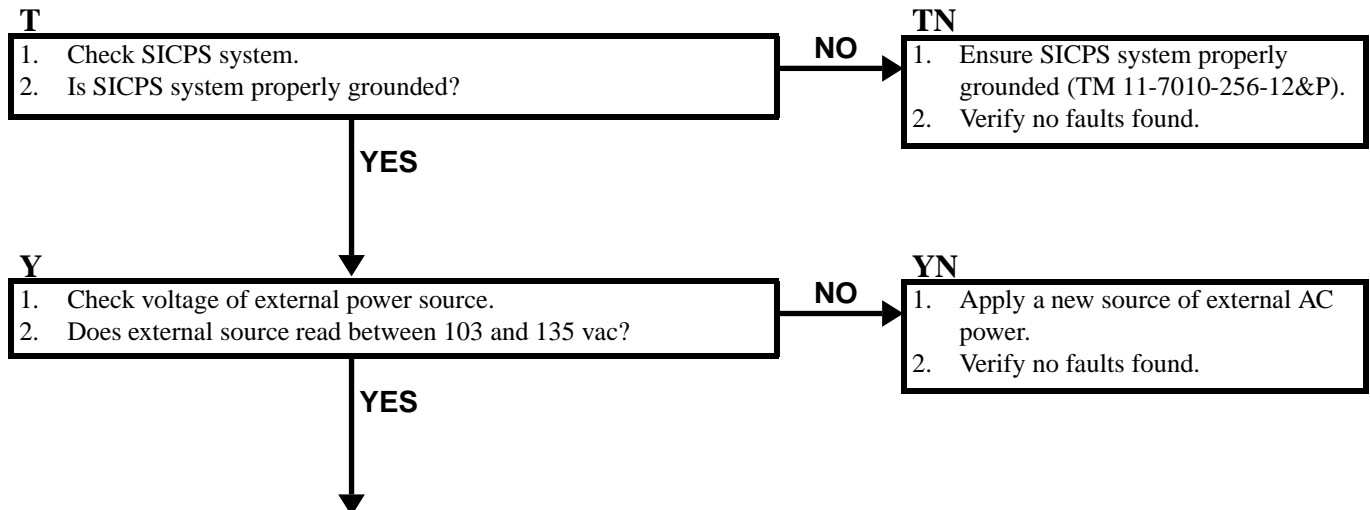 T
1. Check SICPS system.
2. Is SICPS system properly grounded?
NO
TN
1. Ensure SICPS system properly
grounded (TM 11-7010-256-12&P).
2. Verify no faults found.
YES
Y
1. Check voltage of external power source.
2. Does external source read between 103 and 135 vac?
NO
YN
1. Apply a new source of external AC
power.
2. Verify no faults found.
YES